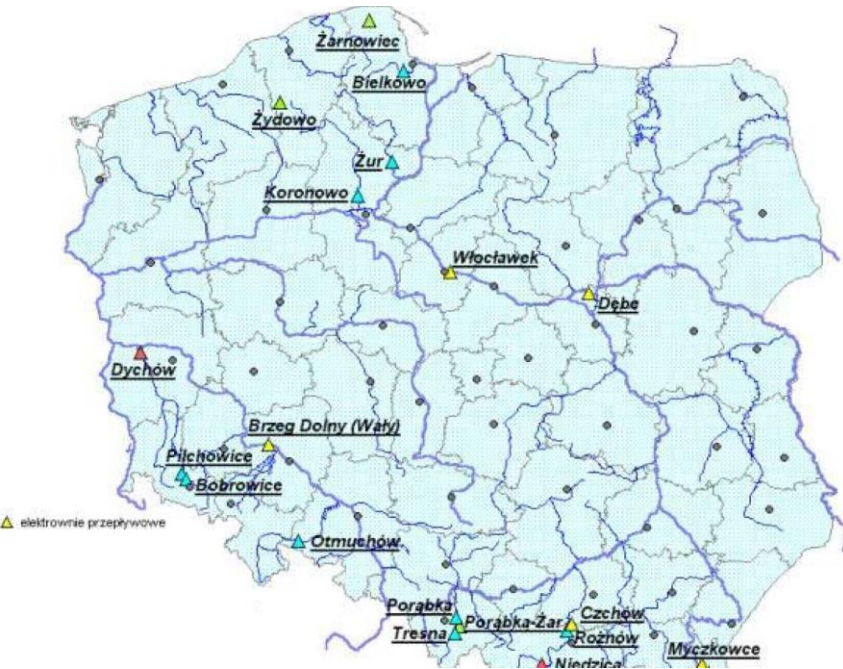 Żarnowiec
Bielkowo
Żydowo
Żur
Koronowo
Włocławek
Dębe
Dychów
Brzeg Dolny (Wały)
Pilchowice
Bobrowice
elektrownie przepływowe
Otmuchów
Porąbka
Czchów
Porąbka-Żar
Tresna
Rożnów
Myczkowce
Niedzica